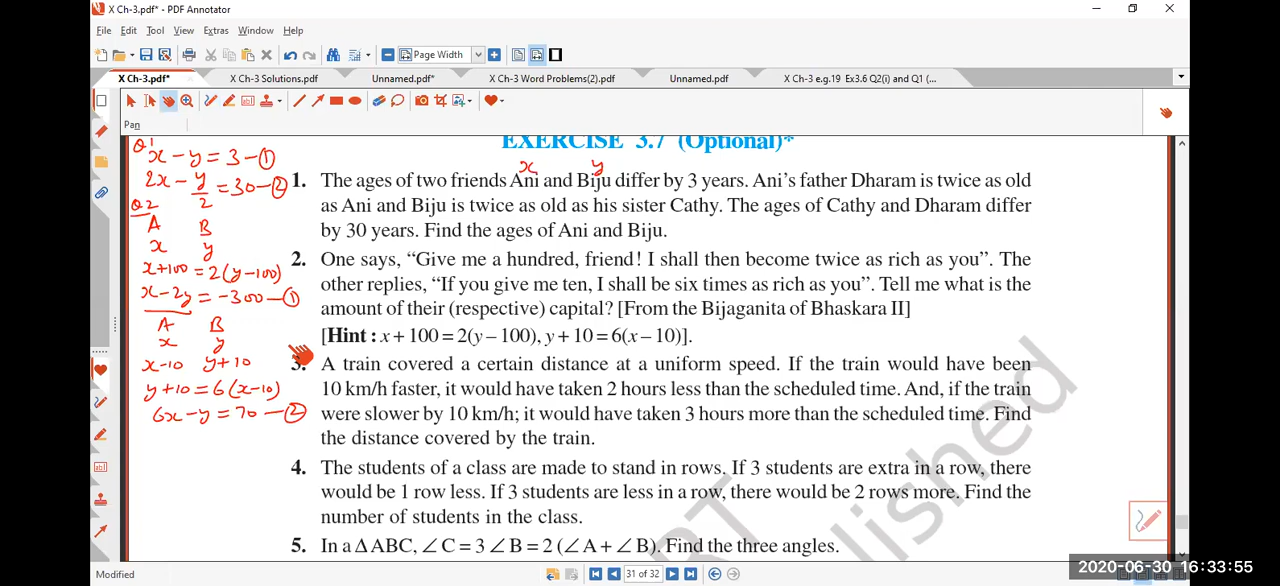 X Ch-3.pdf* - PDF Annotator
File Edit Tool View Extras Window Help
Page Width
X Ch-3.pdf* X Ch-3 Solutions.pdf Unnamed.pdf* X Ch-3 Word Problems(2).pdf Unnamed.pdf X Ch-3 e.g.19 Ex3.6 Q2(i) and Q1 (...
Pan
EXERCISE 3.7 (Optional)*
x y
1. The ages of two friends Ani and Biju differ by 3 years. Ani's father Dharam is twice as old
as Ani and Biju is twice as old as his sister Cathy. The ages of Cathy and Dharam differ
by 30 years. Find the ages of Ani and Biju.
2. One says, “Give me a hundred, friend! I shall then become twice as rich as you”. The
other replies, “If you give me ten, I shall be six times as rich as you”. Tell me what is the
amount of their (respective) capital? [From the Bijaganita of Bhaskara II]
[Hint : x + 100 = 2(y – 100), y + 10 = 6(x – 10)].
3. A train covered a certain distance at a uniform speed. If the train would have been
10 km/h faster, it would have taken 2 hours less than the scheduled time. And, if the train
were slower by 10 km/h; it would have taken 3 hours more than the scheduled time. Find
the distance covered by the train.
4. The students of a class are made to stand in rows. If 3 students are extra in a row, there
would be 1 row less. If 3 students are less in a row, there would be 2 rows more. Find the
number of students in the class.
5. In a Δ ABC, ∠ C = 3 ∠ B = 2 (∠ A + ∠ B). Find the three angles.
Q1
x - y = 3 - ①
2x - y/2 = 30 - ②
Q2
A B
x y
x+100 = 2(y-100)
x - 2y = -300 - ①
A B
x y
x-10 y+10
y+10 = 6(x-10)
6x - y = 70 - ②
Modified
31 of 32
2020-06-30 16:33:55